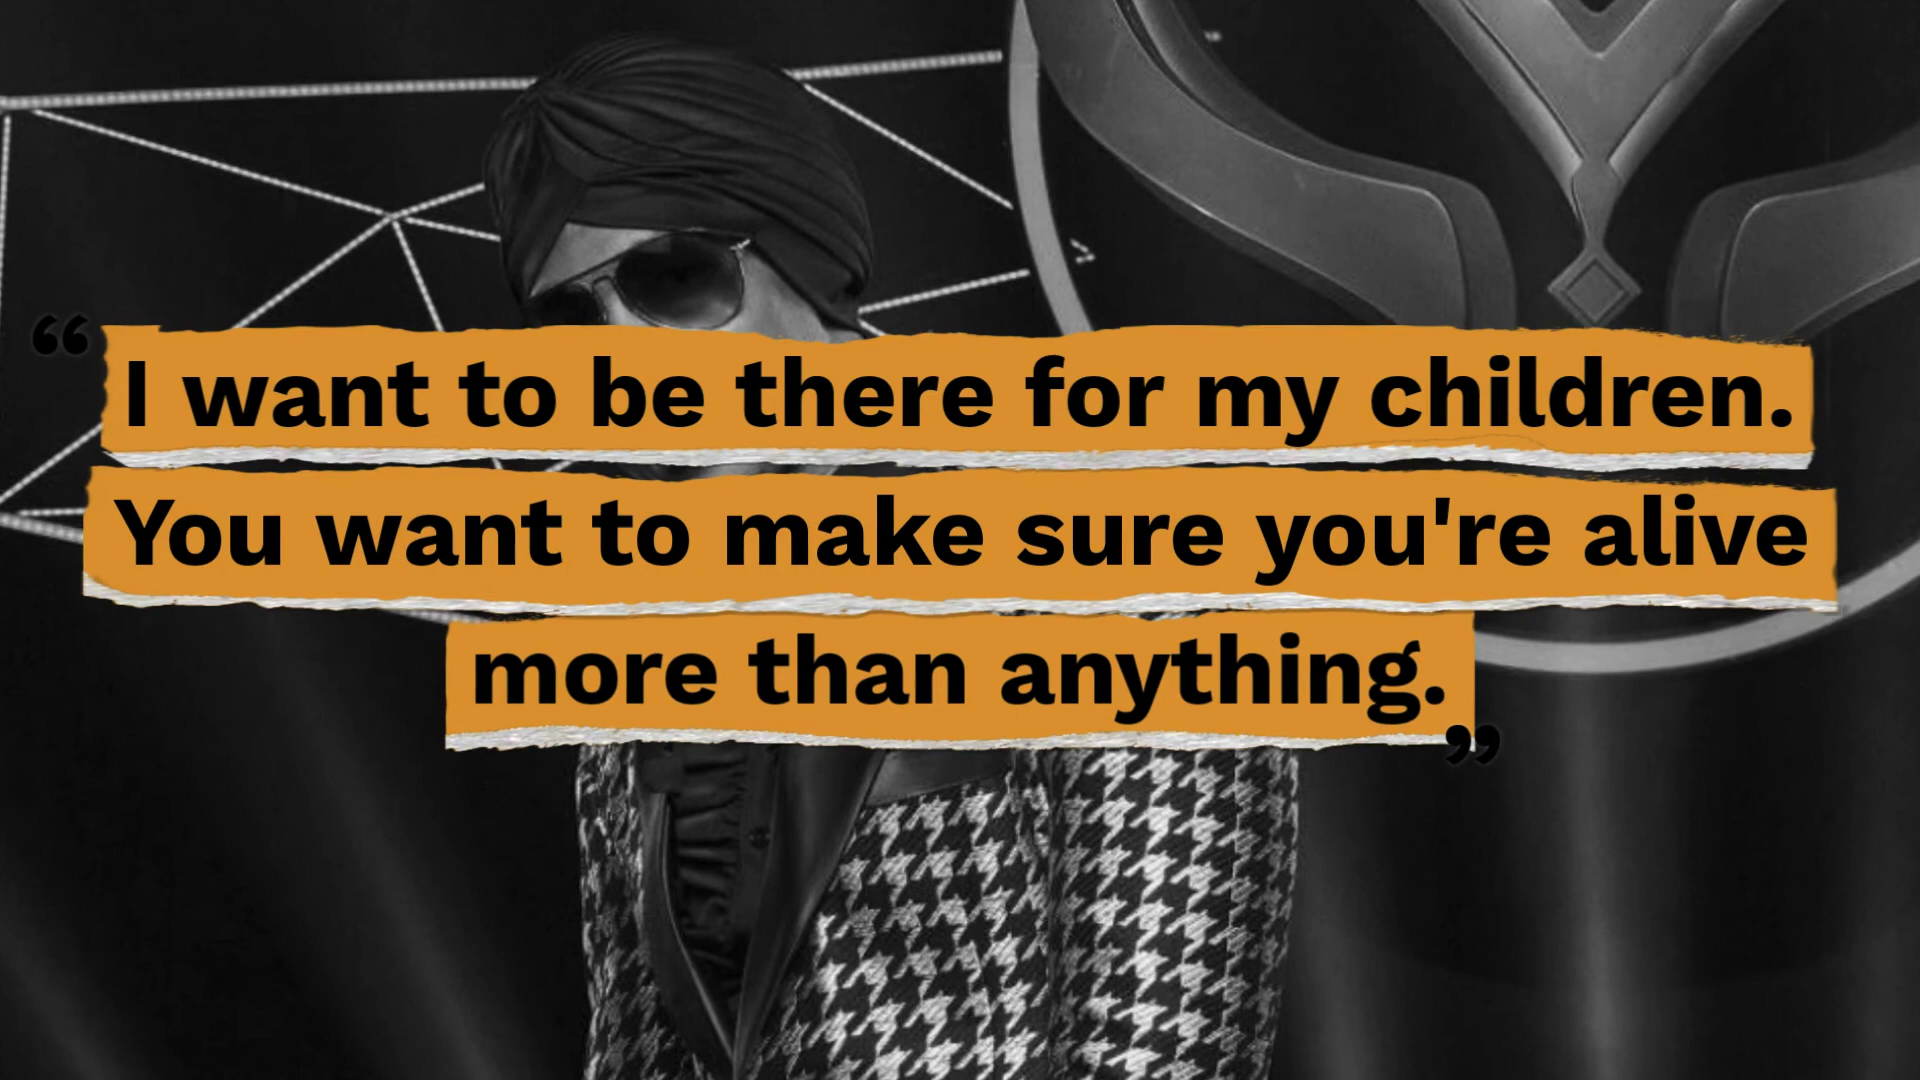 “I want to be there for my children.
You want to make sure you're alive
more than anything.”